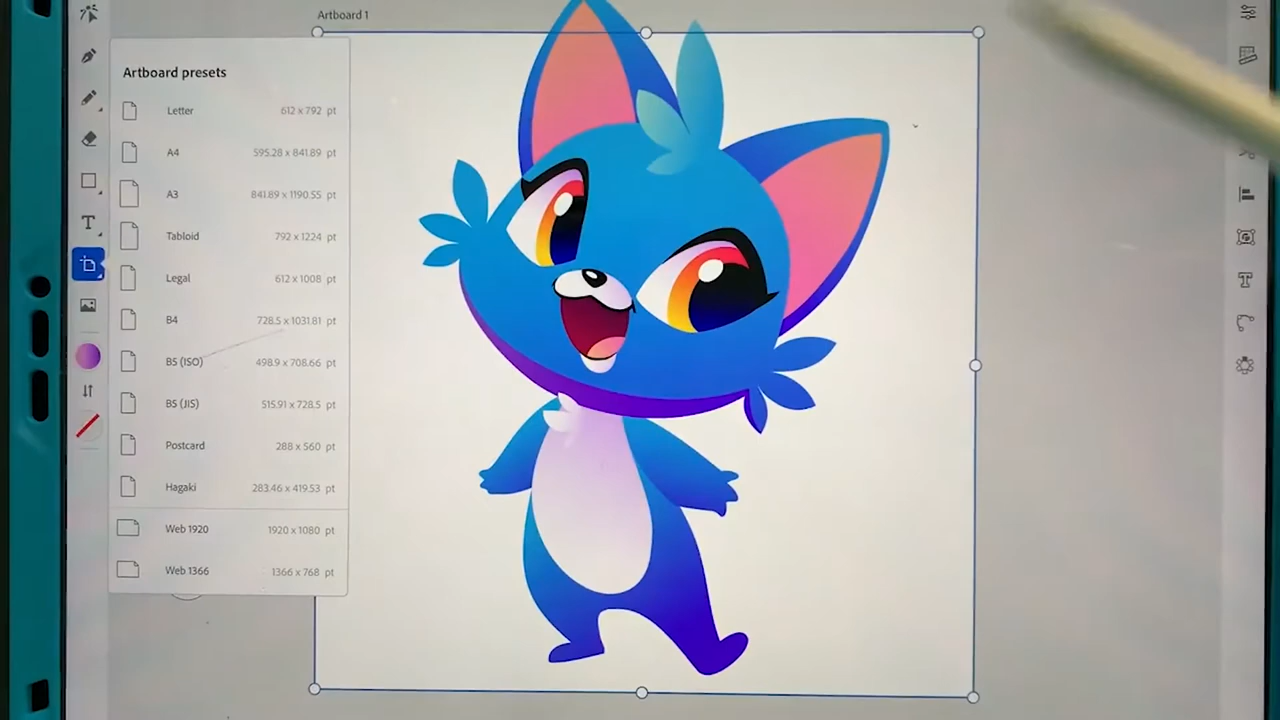 Artboard 1
Artboard presets
Letter 612 x 792 pt
A4 595.28 x 841.89 pt
A3 841.89 x 1190.55 pt
Tabloid 792 x 1224 pt
Legal 612 x 1008 pt
B4 728.5 x 1031.81 pt
B5 (ISO) 498.9 x 708.66 pt
B5 (JIS) 515.91 x 728.5 pt
Postcard 288 x 560 pt
Hagaki 283.46 x 419.53 pt
Web 1920 1920 x 1080 pt
Web 1366 1366 x 768 pt